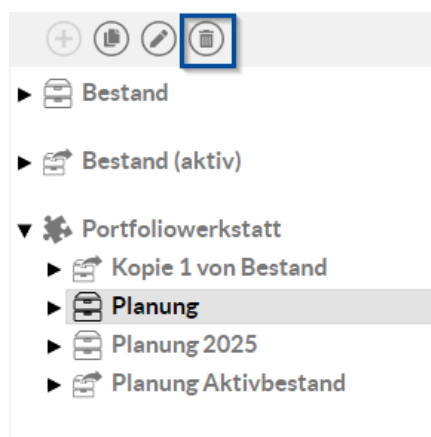 Bestand
Bestand (aktiv)
Portfoliowerkstatt
Kopie 1 von Bestand
Planung
Planung 2025
Planung Aktivbestand